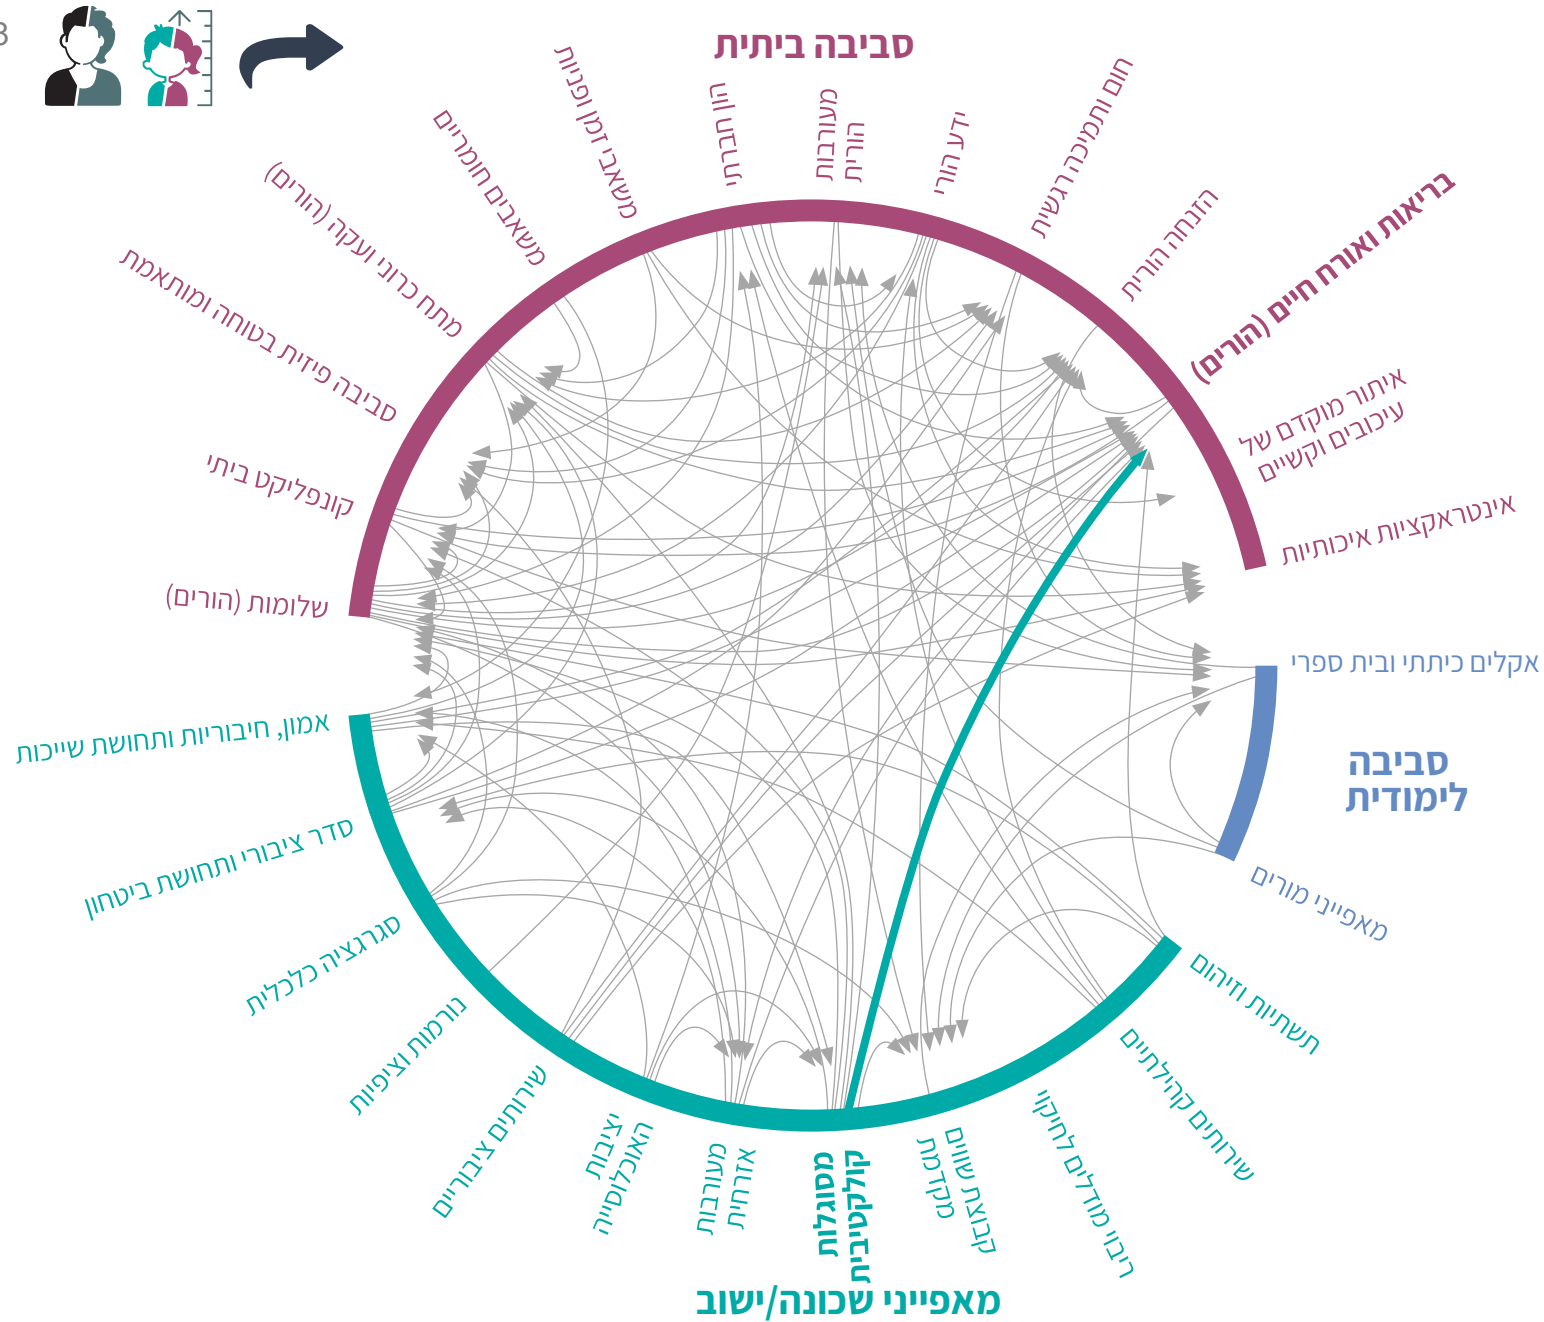 3
סביבה ביתית
שלומות (הורים)
קונפליקט ביתי
סביבה פיזית בטוחה ומותאמת
מתח כרוני ועקה (הורים)
משאבים חומריים
משאבי זמן ופניות
הון תרבותי
מעורבות
הורית
ידע הורי
חום ותמיכה רגשית
הזנחה הורית
בריאות ואורח חיים (הורים)
איתור מוקדם של
עיכובים וקשיים
אינטראקציות איכותיות
אקלים כיתתי ובית ספרי
סביבה
לימודית
מאפייני מורים
תשתיות וזיהום
שירותים קהילתיים
ריבוי מודלים לחיקוי
קבוצת שווים
מקדמת
מסוגלות
קולקטיבית
מעורבות
אזרחית
יציבות
האוכלוסייה
שירותים ציבוריים
נורמות וציפיות
סגרגציה כלכלית
סדר ציבורי ותחושת ביטחון
אמון, חיבוריות ותחושת שייכות
מאפייני שכונה/ישוב